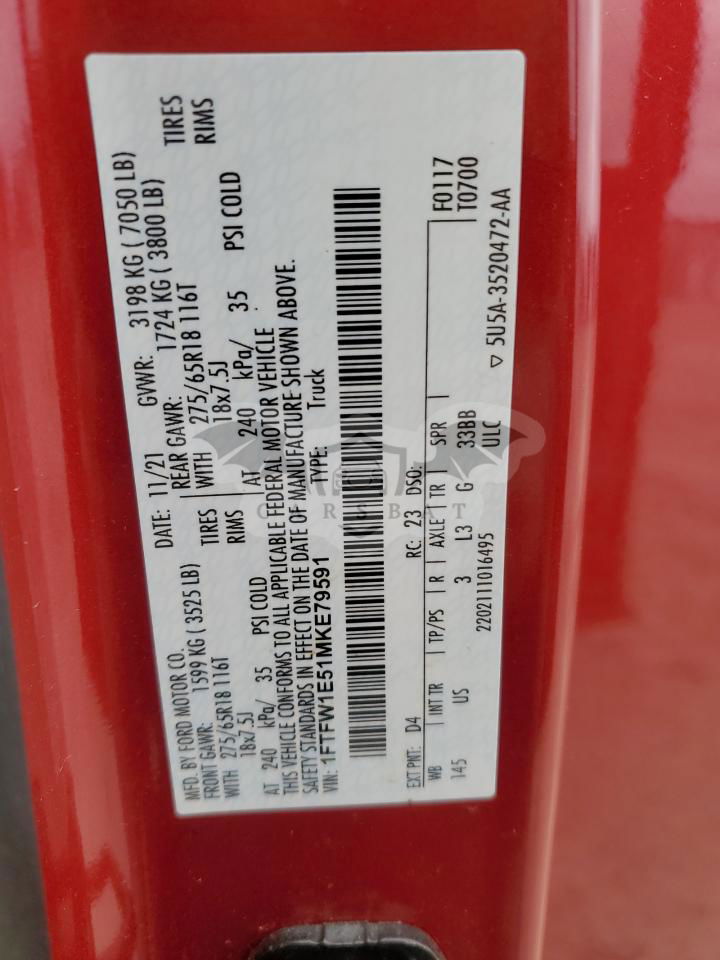 MFD. BY FORD MOTOR CO. DATE: 11/21 GVWR: 3198 KG ( 7050 LB)
FRONT GAWR: 1599 KG ( 3525 LB) REAR GAWR: 1724 KG ( 3800 LB)
WITH 275/65R18 116T TIRES WITH 275/65R18 116T TIRES
18x7.5J RIMS 18x7.5J RIMS
AT 240 kPa/ 35 PSI COLD AT 240 kPa/ 35 PSI COLD
THIS VEHICLE CONFORMS TO ALL APPLICABLE FEDERAL MOTOR VEHICLE
SAFETY STANDARDS IN EFFECT ON THE DATE OF MANUFACTURE SHOWN ABOVE.
VIN: 1FTFW1E51MKE79591 TYPE: Truck
EXT PNT: D4 RC: 23 DSO: F0117
WB INT TR TP/PS R AXLE TR SPR T0700
145 US 3 L3 G 33BB
2202111016495 ULC
▽ 5U5A-3520472-AA
CARSBAT